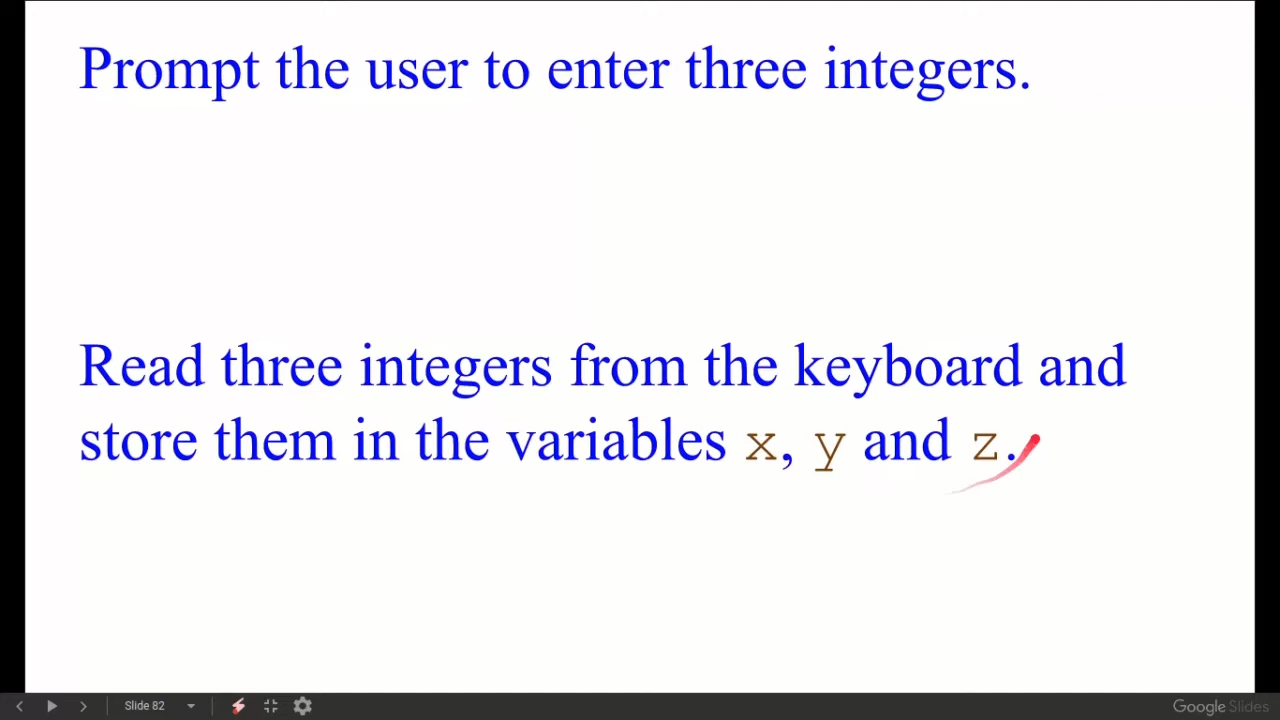 Prompt the user to enter three integers.
Read three integers from the keyboard and
store them in the variables x, y and z.
Slide 82
Google Slides